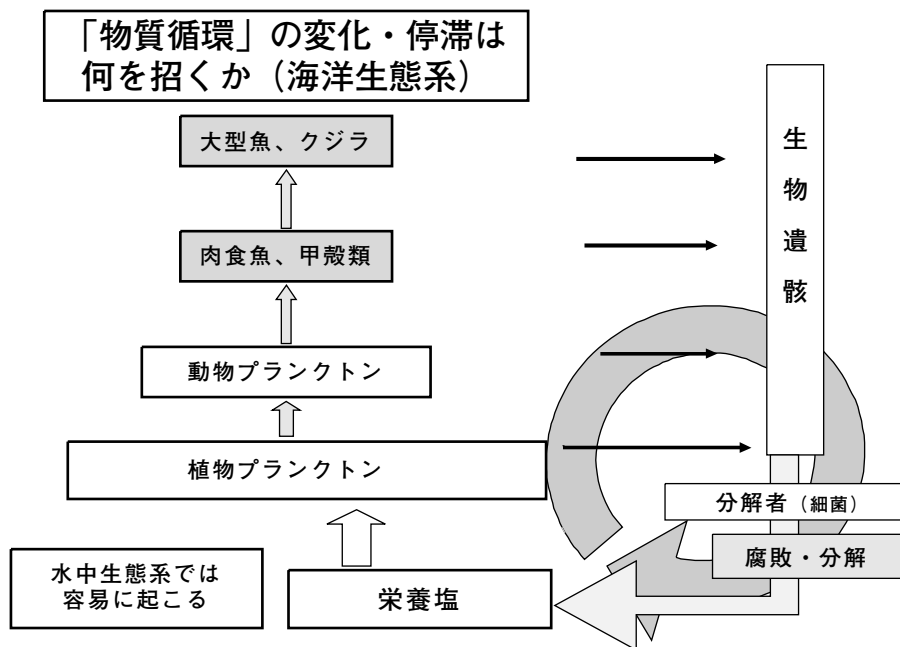 「物質循環」の変化・停滞は
何を招くか（海洋生態系）
大型魚、クジラ
肉食魚、甲殻類
動物プランクトン
植物プランクトン
水中生態系では
容易に起こる
栄養塩
生物遺骸
分解者（細菌）
腐敗・分解